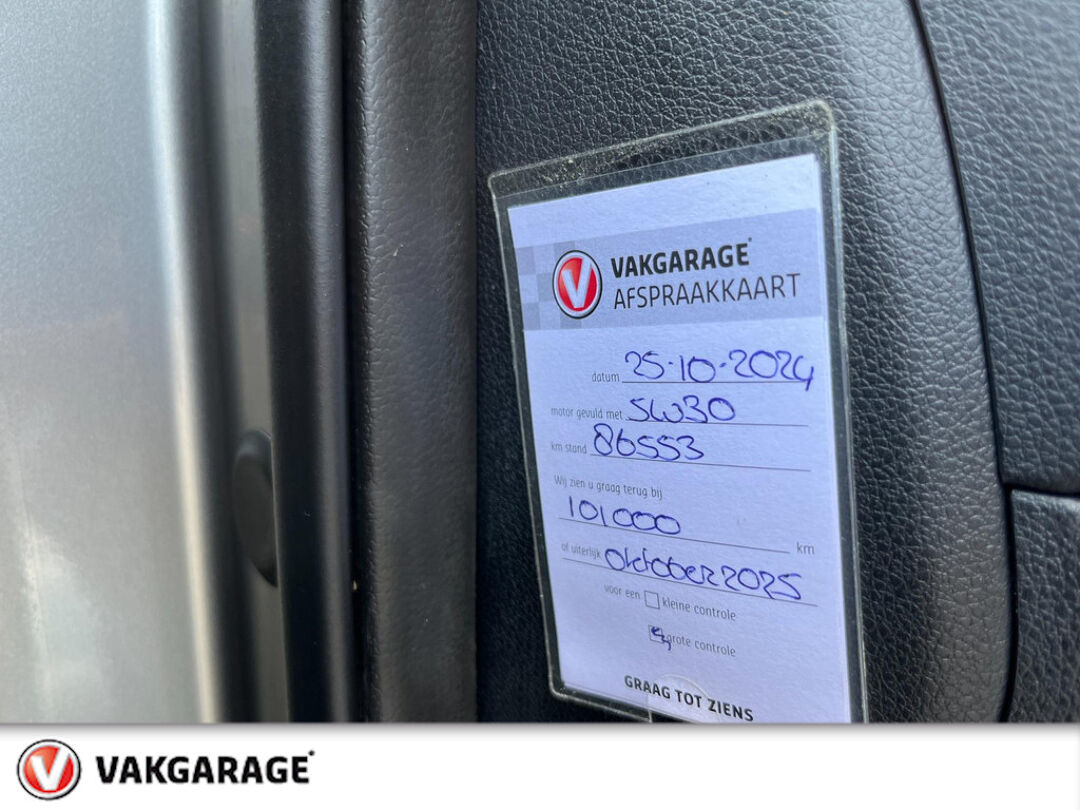 VAKGARAGE
AFSPRAAKKAART
datum 25-10-2024
motor gevuld met 5W30
km stand 86553
Wij zien u graag terug bij
101000 km
of uiterlijk oktober 2025
voor een kleine controle
grote controle
GRAAG TOT ZIENS
VAKGARAGE